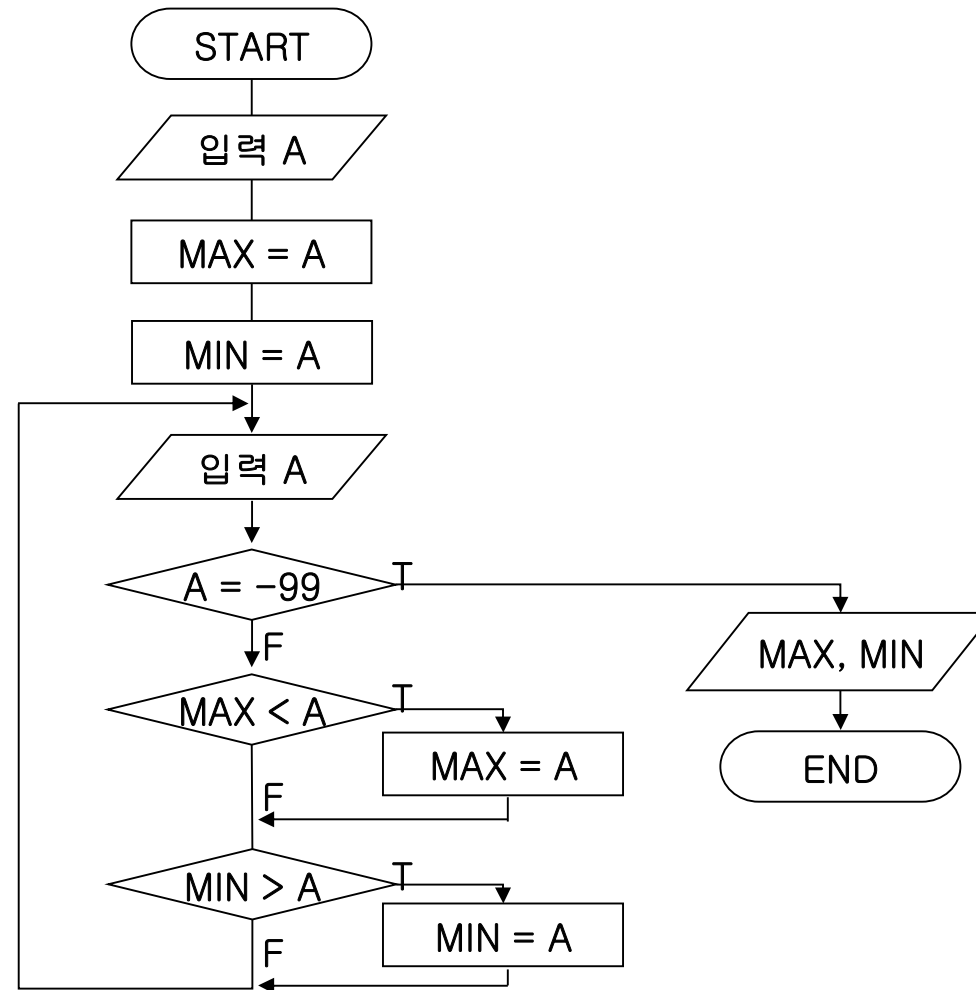 START
입력 A
MAX = A
MIN = A
입력 A
A = -99
T
F
MAX, MIN
MAX < A
T
MAX = A
END
F
MIN > A
T
MIN = A
F